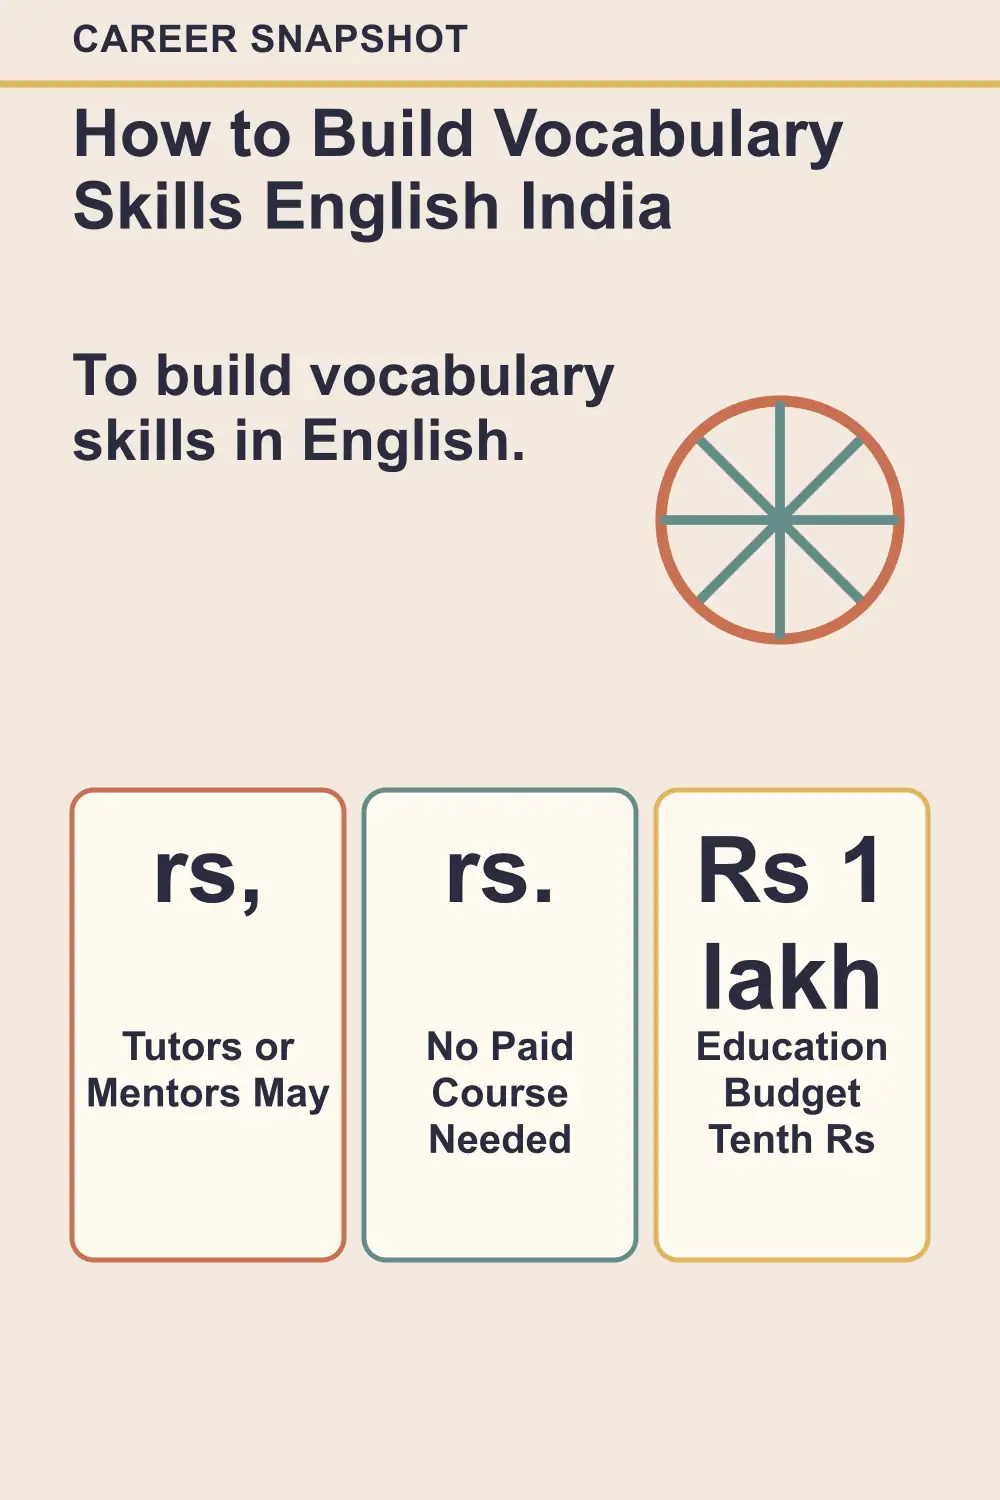 CAREER SNAPSHOT
How to Build Vocabulary
Skills English India
To build vocabulary
skills in English.
rs,
Tutors or
Mentors May
rs.
No Paid
Course
Needed
Rs 1
lakh
Education
Budget
Tenth Rs